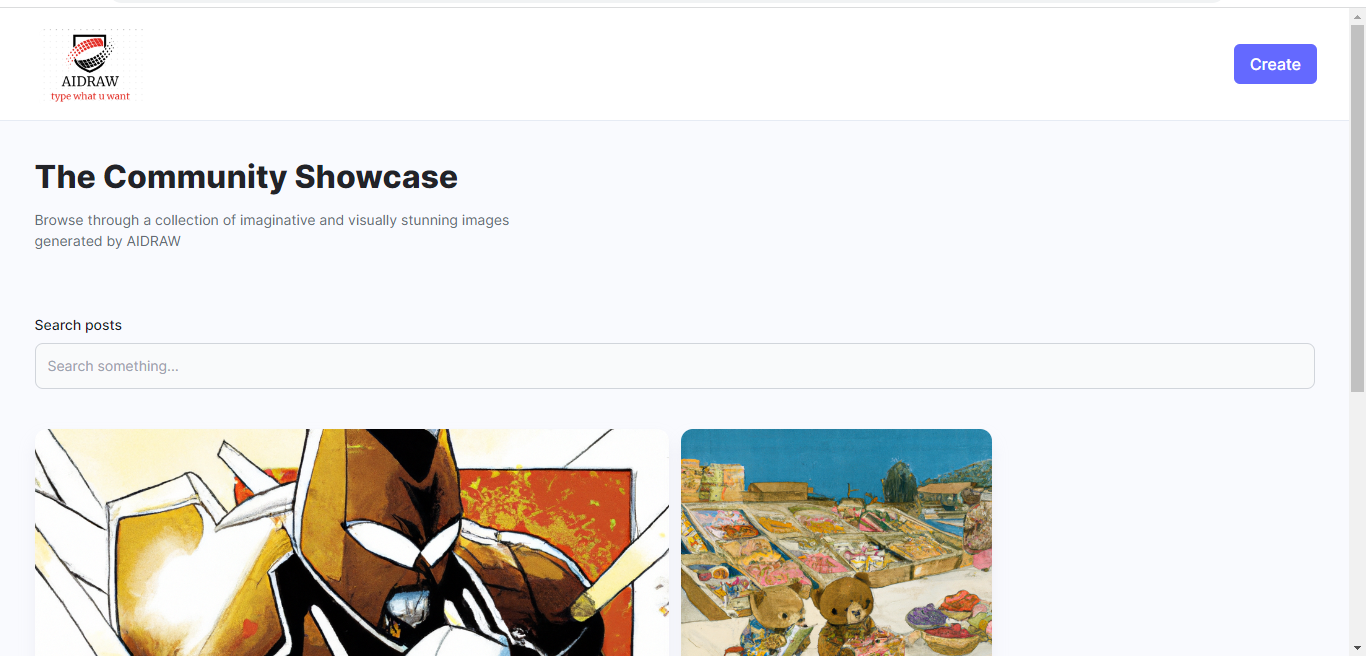 AIDRAW
type what u want
Create
The Community Showcase
Browse through a collection of imaginative and visually stunning images
generated by AIDRAW
Search posts
Search something...